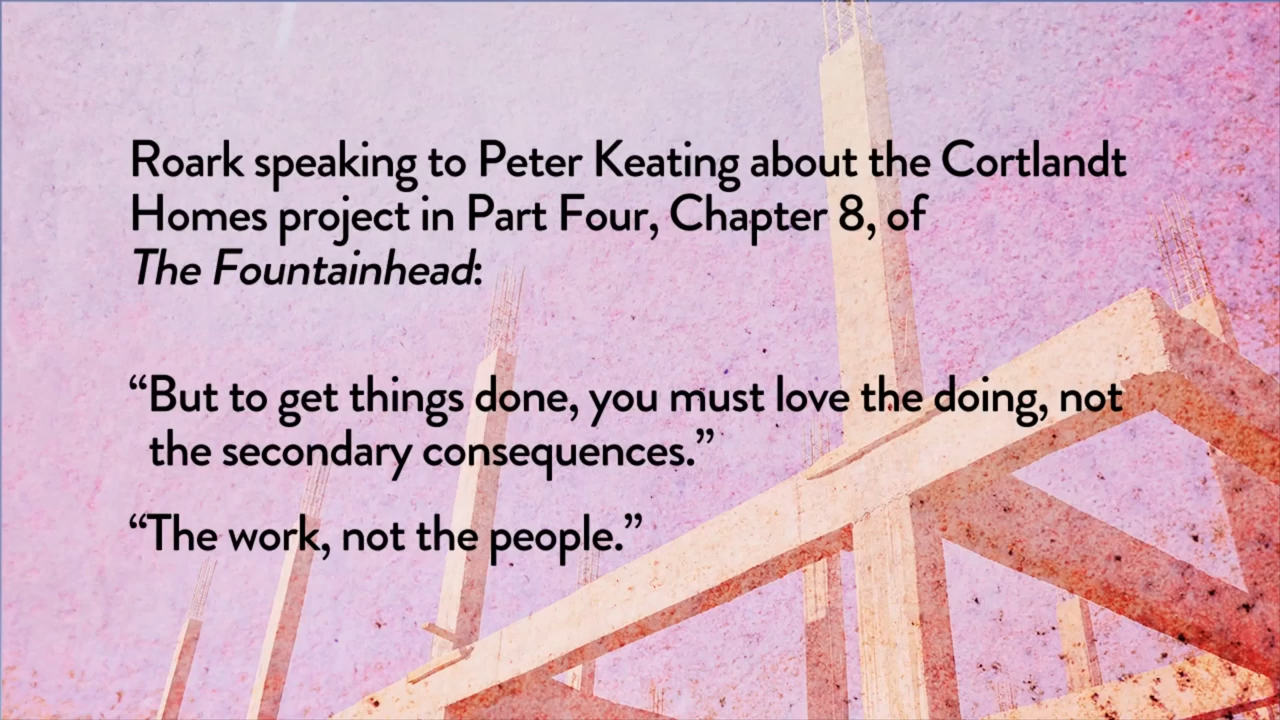 Roark speaking to Peter Keating about the Cortlandt
Homes project in Part Four, Chapter 8, of
The Fountainhead:
“But to get things done, you must love the doing, not
the secondary consequences.”
“The work, not the people.”